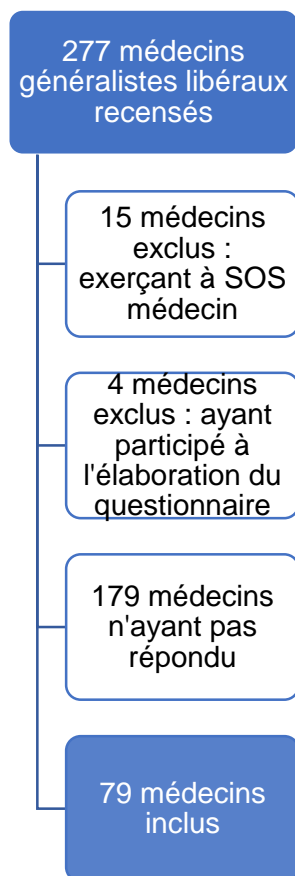 277 médecins
généralistes libéraux
recensés
15 médecins
exclus :
exerçant à SOS
médecin
4 médecins
exclus : ayant
participé à
l'élaboration du
questionnaire
179 médecins
n'ayant pas
répondu
79 médecins
inclus